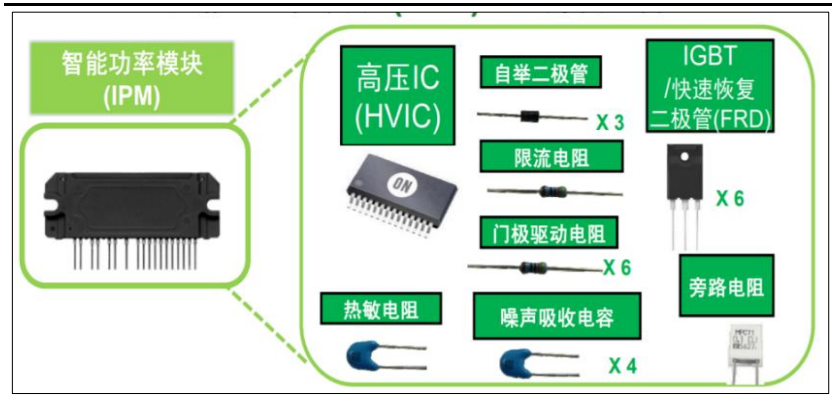 智能功率模块
(IPM)
高压IC
(HVIC)
ON
自举二极管
X 3
限流电阻
门极驱动电阻
X 6
IGBT
/快速恢复
二极管(FRD)
X 6
热敏电阻
噪声吸收电容
X 4
旁路电阻